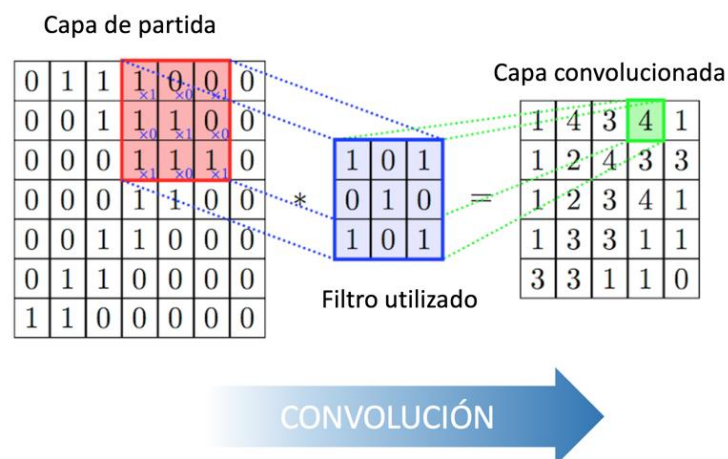 Capa de partida
Capa convolucionada
0 1 1 1×1 0×0 0×1 0
0 0 1 1×0 1×1 0×0 0
0 0 0 1×1 1×0 1×1 0
0 0 0 1 1 0 0
0 0 1 1 0 0 0
0 1 1 0 0 0 0
1 1 0 0 0 0 0
*
1 0 1
0 1 0
1 0 1
=
1 4 3 4 1
1 2 4 3 3
1 2 3 4 1
1 3 3 1 1
3 3 1 1 0
Filtro utilizado
CONVOLUCIÓN